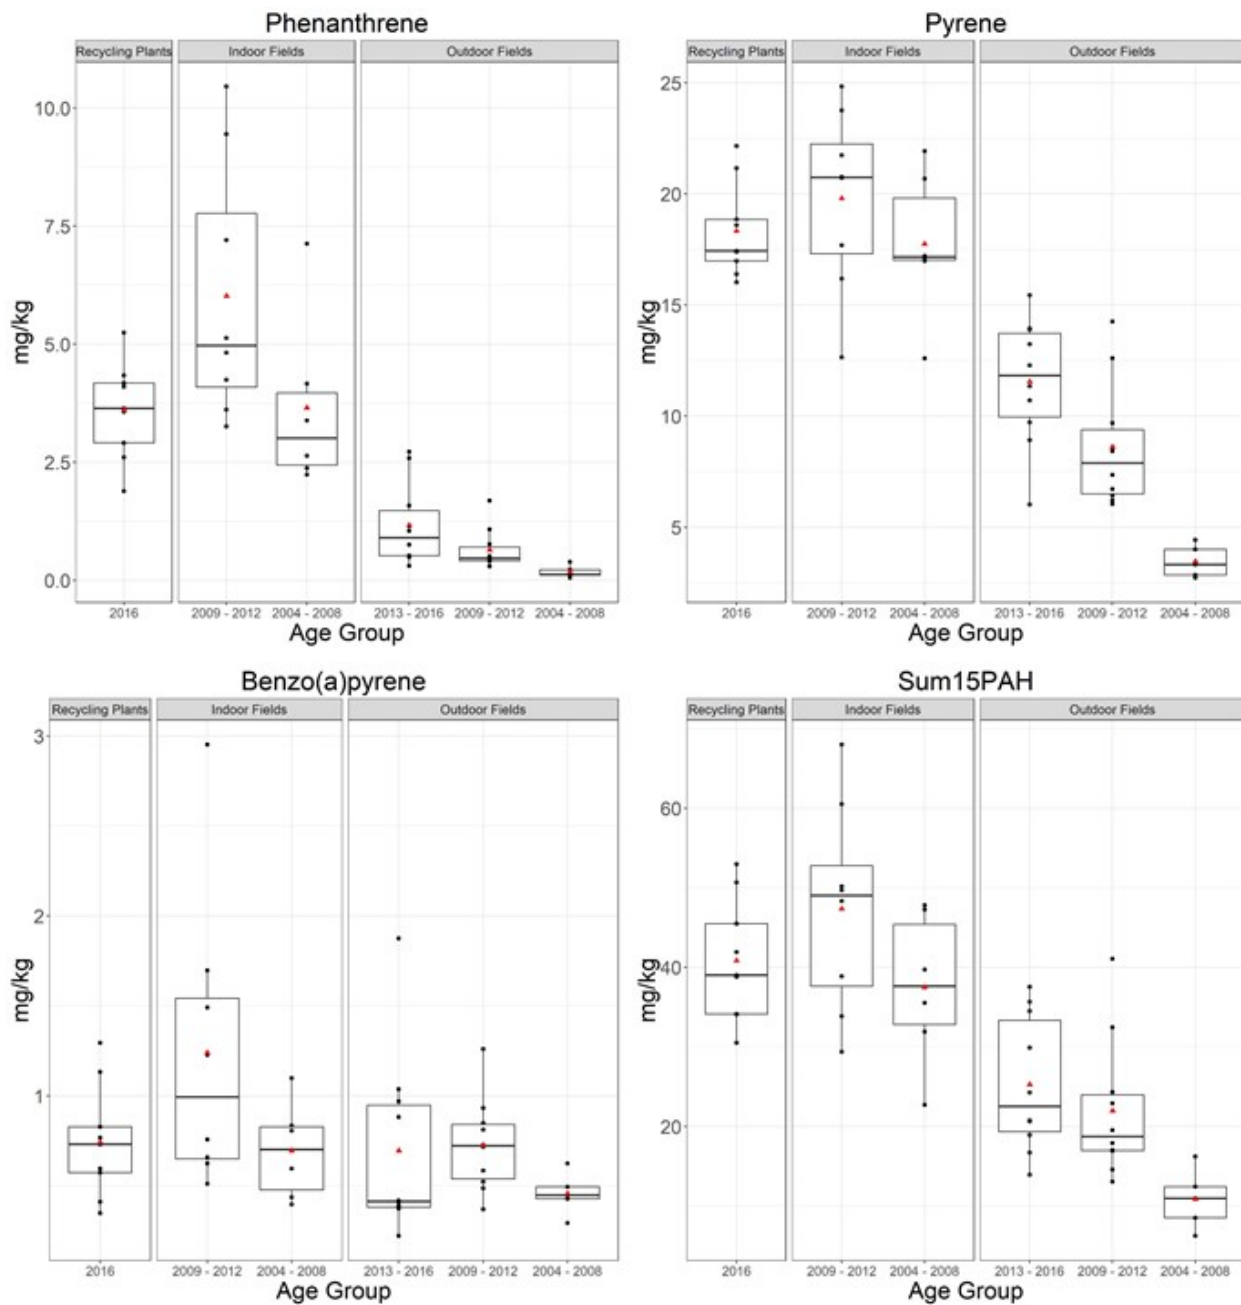 Phenanthrene
Recycling Plants Indoor Fields Outdoor Fields
10.0
7.5
5.0
2.5
0.0
mg/kg
2016 2009 - 2012 2004 - 2008 2013 - 2016 2009 - 2012 2004 - 2008
Age Group
Pyrene
Recycling Plants Indoor Fields Outdoor Fields
25
20
15
10
5
mg/kg
2016 2009 - 2012 2004 - 2008 2013 - 2016 2009 - 2012 2004 - 2008
Age Group
Benzo(a)pyrene
Recycling Plants Indoor Fields Outdoor Fields
3
2
1
mg/kg
2016 2009 - 2012 2004 - 2008 2013 - 2016 2009 - 2012 2004 - 2008
Age Group
Sum15PAH
Recycling Plants Indoor Fields Outdoor Fields
60
40
20
mg/kg
2016 2009 - 2012 2004 - 2008 2013 - 2016 2009 - 2012 2004 - 2008
Age Group